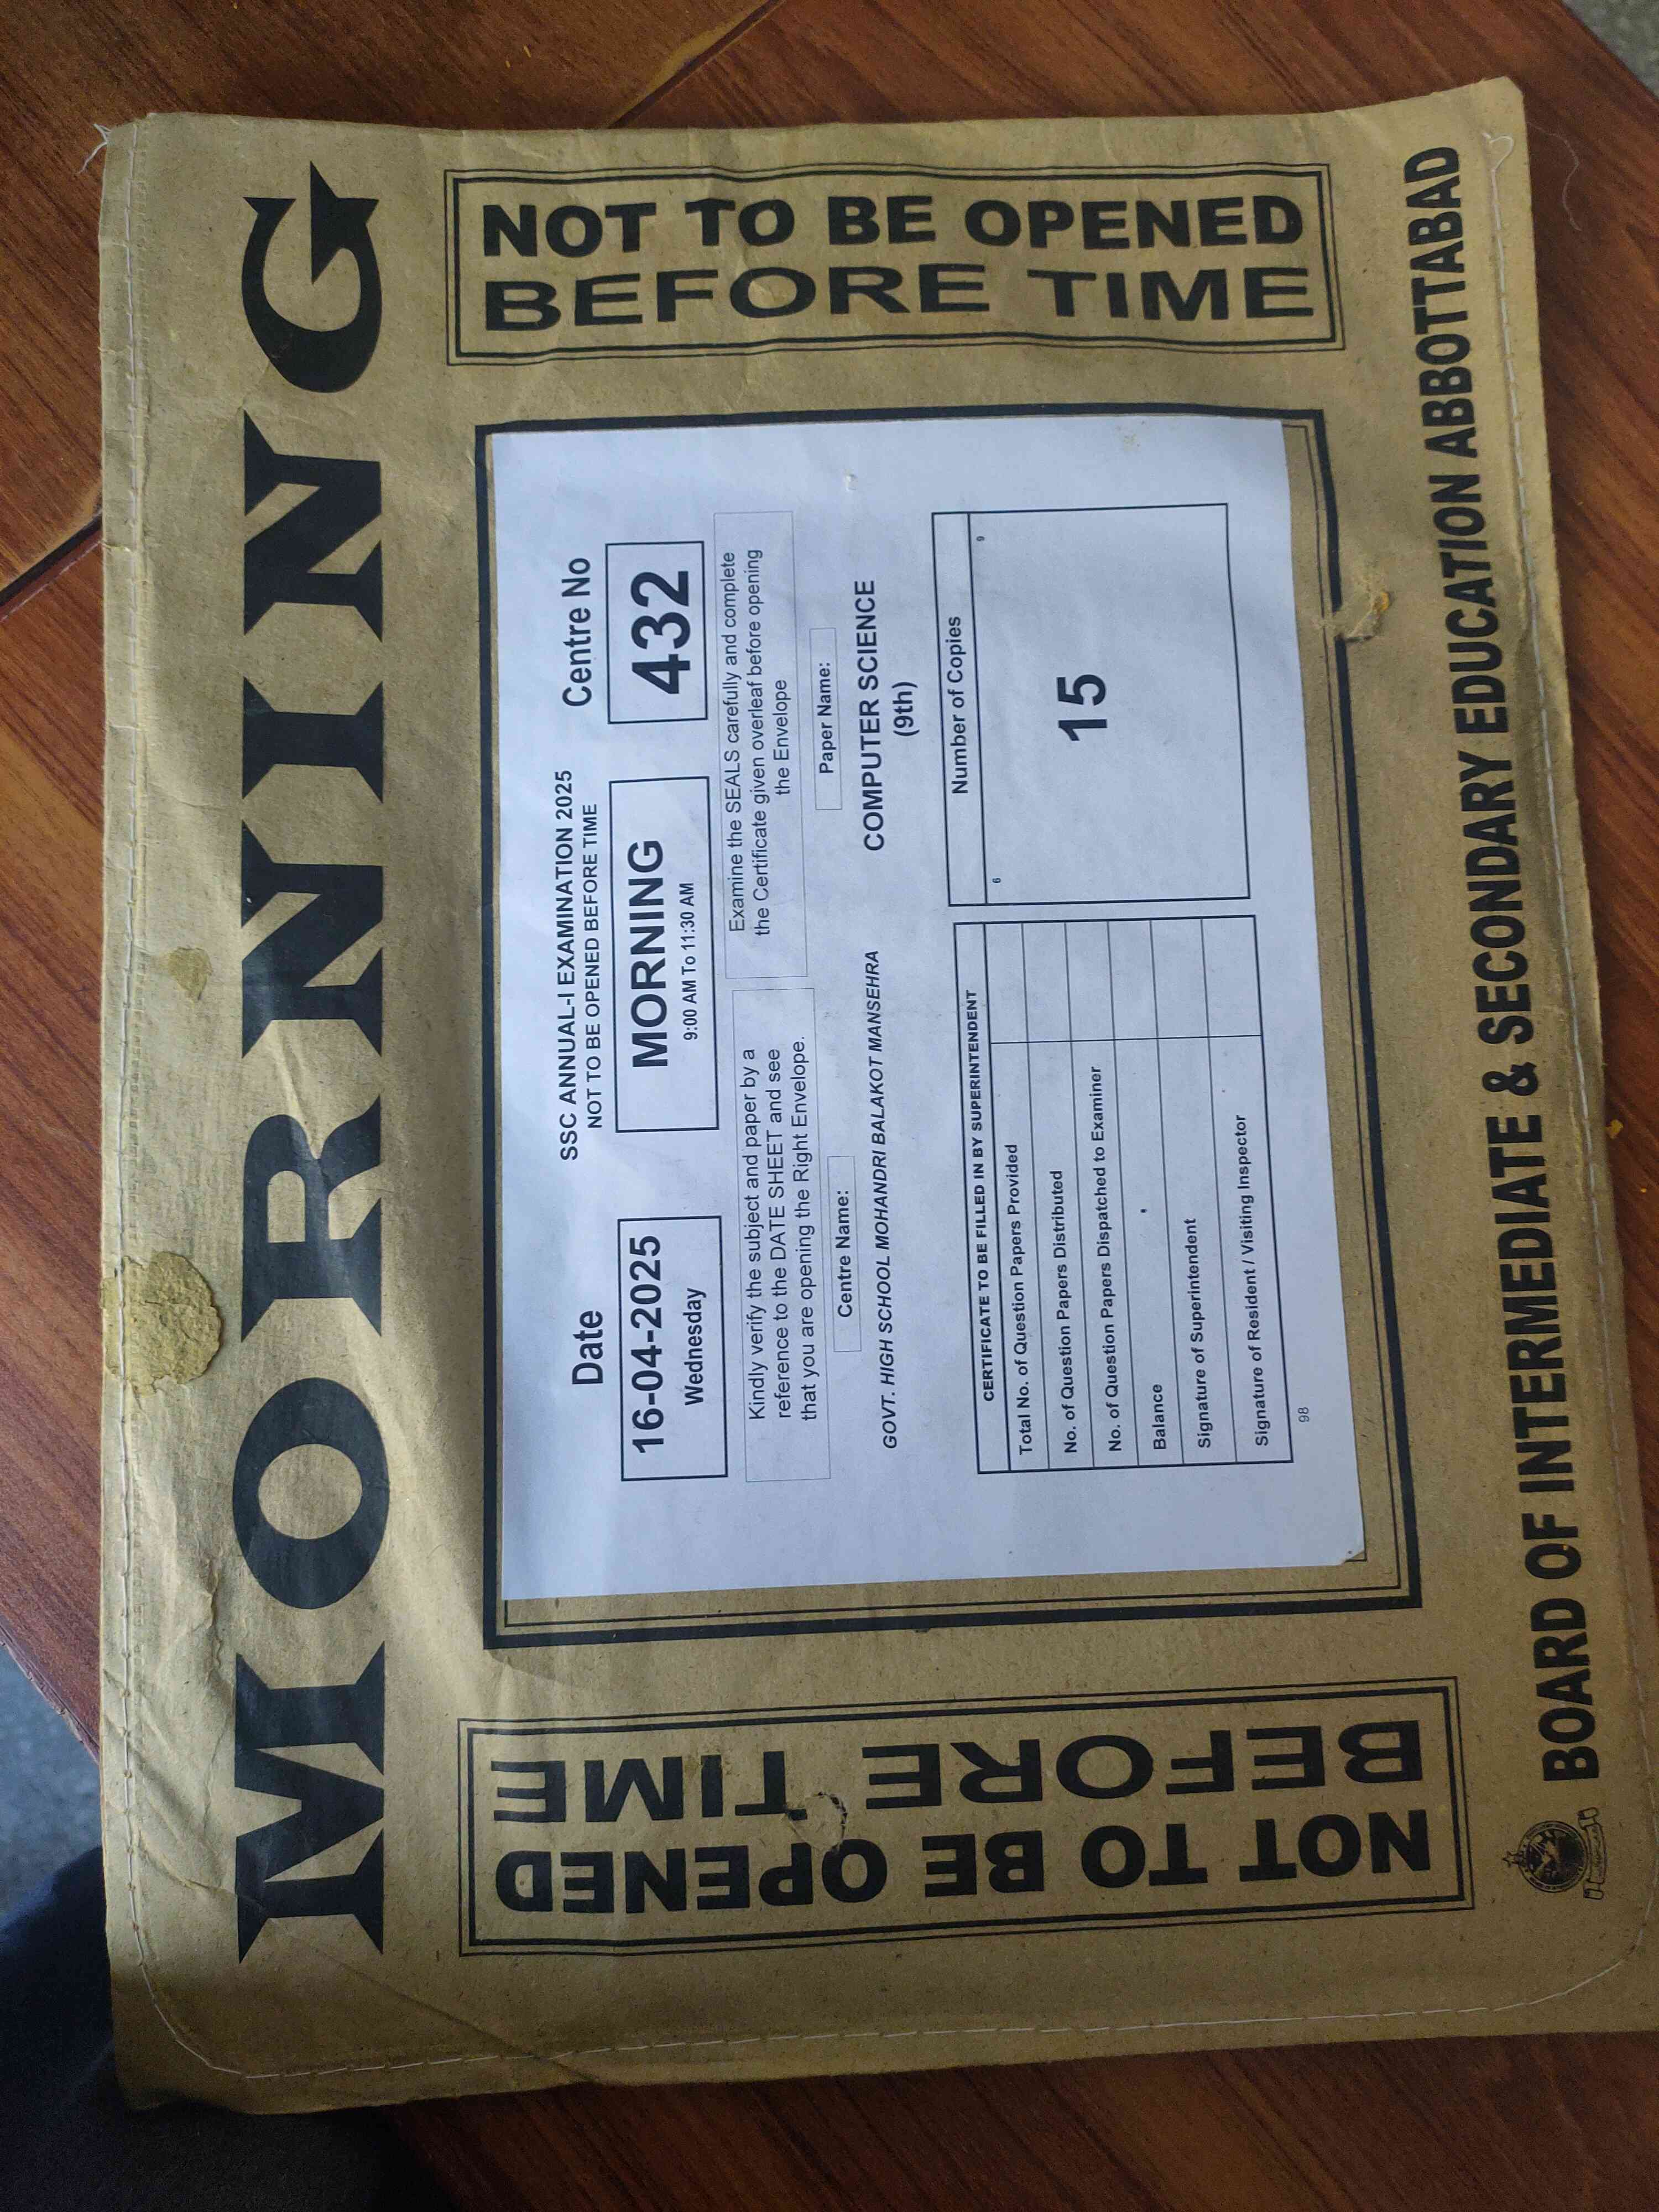 MORNING
NOT TO BE OPENED
BEFORE TIME
SSC ANNUAL-I EXAMINATION 2025
NOT TO BE OPENED BEFORE TIME
Date
16-04-2025
Wednesday
MORNING
9:00 AM To 11:30 AM
Centre No
432
Kindly verify the subject and paper by a
reference to the DATE SHEET and see
that you are opening the Right Envelope.
Examine the SEALS carefully and complete
the Certificate given overleaf before opening
the Envelope
Centre Name:
GOVT. HIGH SCHOOL MOHANDRI BALAKOT MANSEHRA
Paper Name:
COMPUTER SCIENCE
(9th)
CERTIFICATE TO BE FILLED IN BY SUPERINTENDENT
Total No. of Question Papers Provided
No. of Question Papers Distributed
No. of Question Papers Dispatched to Examiner
Balance
Signature of Superintendent
Signature of Resident / Visiting Inspector
98
Number of Copies
6
9
15
NOT TO BE OPENED
BEFORE TIME
BOARD OF INTERMEDIATE & SECONDARY EDUCATION ABBOTTABAD